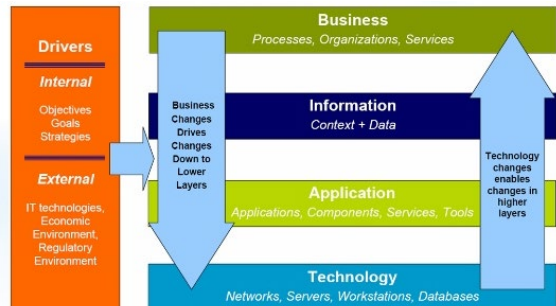 Drivers
Internal
Objectives
Goals
Strategies
External
IT technologies,
Economic
Environment,
Regulatory
Environment
Business
Processes, Organizations, Services
Business
Changes
Drives
Changes
Down to
Lower
Layers
Information
Context + Data
Application
Applications, Components, Services, Tools
Technology
Networks, Servers, Workstations, Databases
Technology
changes
enables
changes in
higher
layers